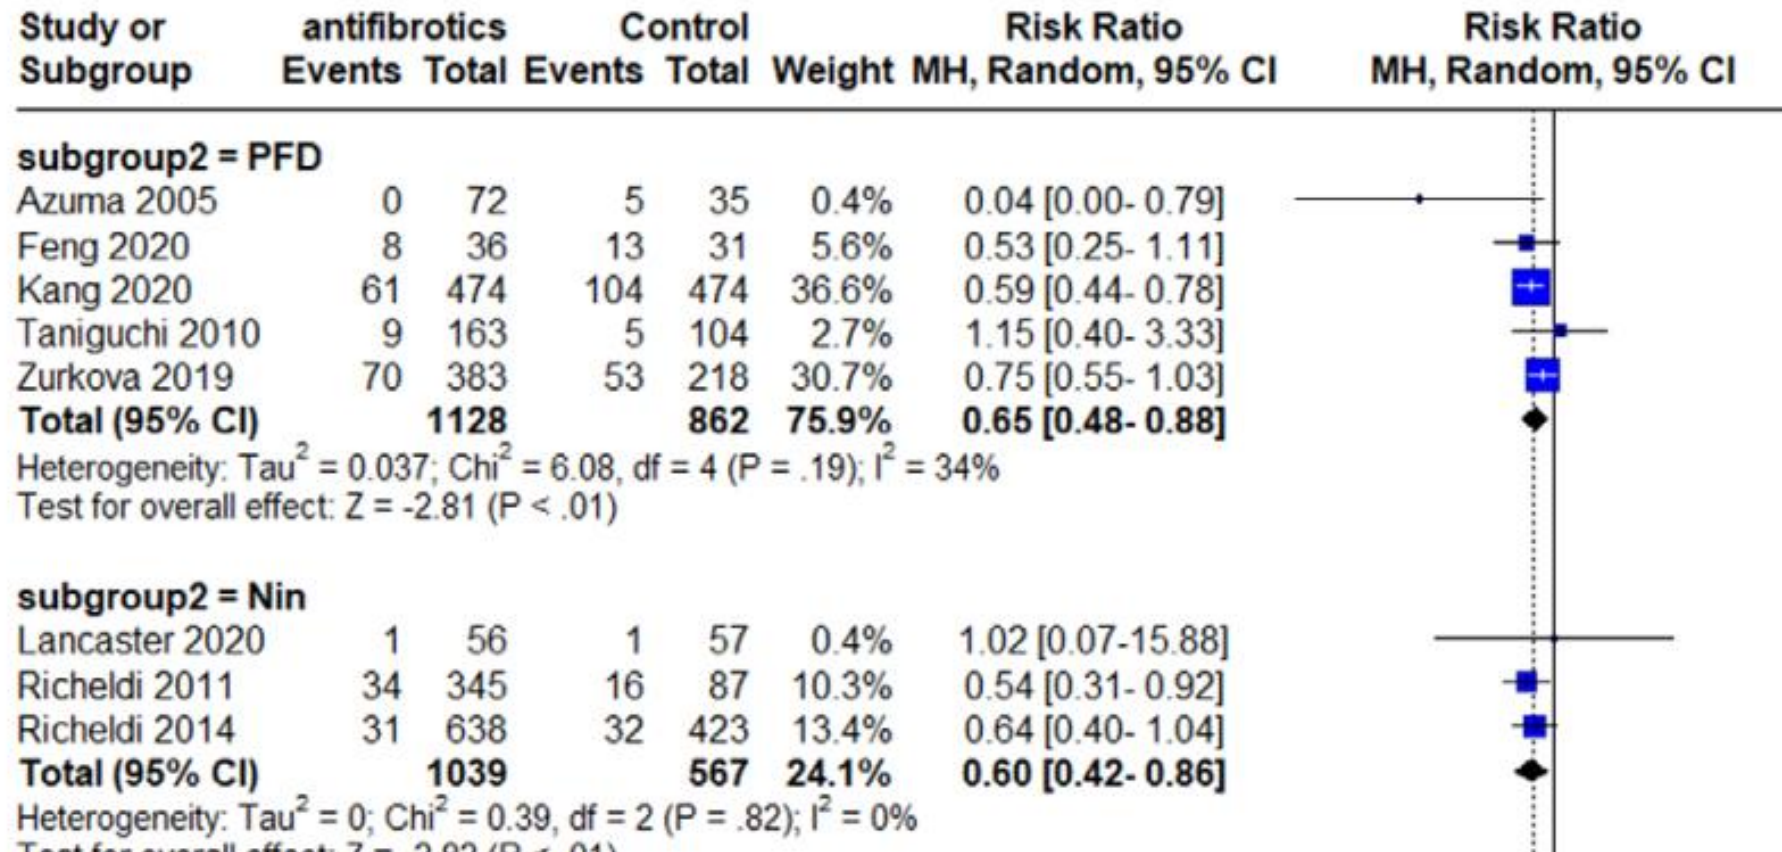 Study or antifibrotics Control Risk Ratio Risk Ratio
Subgroup Events Total Events Total Weight MH, Random, 95% CI MH, Random, 95% CI
subgroup2 = PFD
Azuma 2005 0 72 5 35 0.4% 0.04 [0.00- 0.79]
Feng 2020 8 36 13 31 5.6% 0.53 [0.25- 1.11]
Kang 2020 61 474 104 474 36.6% 0.59 [0.44- 0.78]
Taniguchi 2010 9 163 5 104 2.7% 1.15 [0.40- 3.33]
Zurkova 2019 70 383 53 218 30.7% 0.75 [0.55- 1.03]
Total (95% CI) 1128 862 75.9% 0.65 [0.48- 0.88]
Heterogeneity: Tau² = 0.037; Chi² = 6.08, df = 4 (P = .19); I² = 34%
Test for overall effect: Z = -2.81 (P < .01)
subgroup2 = Nin
Lancaster 2020 1 56 1 57 0.4% 1.02 [0.07-15.88]
Richeldi 2011 34 345 16 87 10.3% 0.54 [0.31- 0.92]
Richeldi 2014 31 638 32 423 13.4% 0.64 [0.40- 1.04]
Total (95% CI) 1039 567 24.1% 0.60 [0.42- 0.86]
Heterogeneity: Tau² = 0; Chi² = 0.39, df = 2 (P = .82); I² = 0%
Test for overall effect: Z =